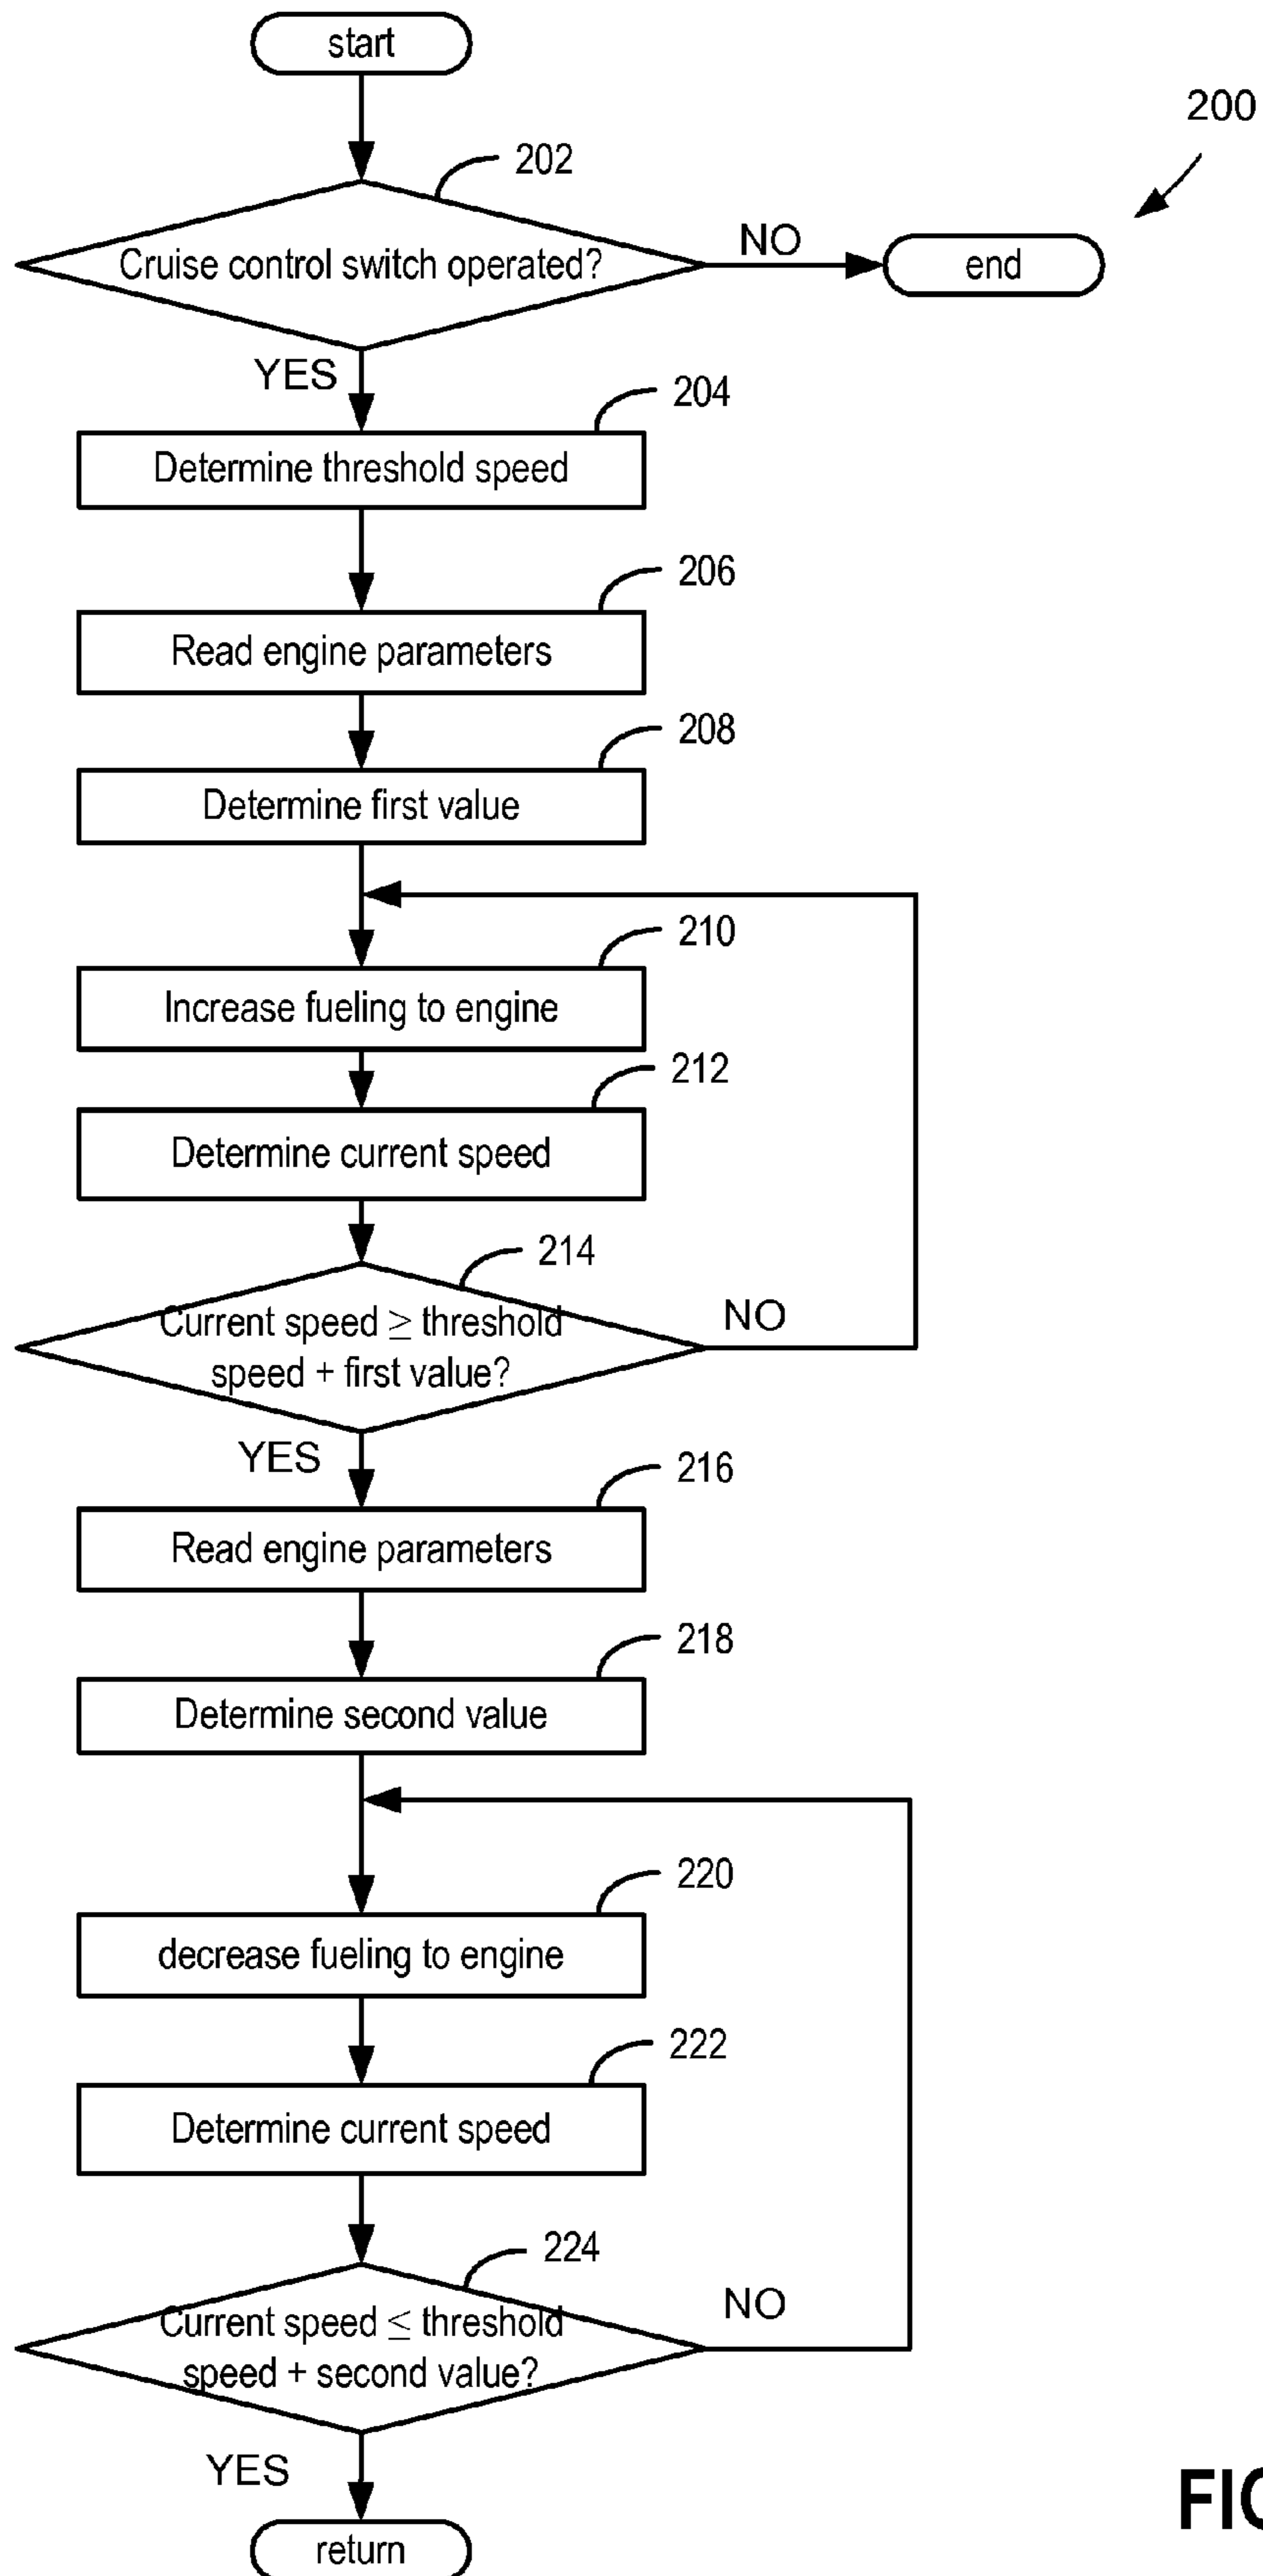 start
200
202
Cruise control switch operated?
NO
end
YES
204
Determine threshold speed
206
Read engine parameters
208
Determine first value
210
Increase fueling to engine
212
Determine current speed
214
Current speed ≥ threshold
speed + first value?
NO
YES
216
Read engine parameters
218
Determine second value
220
decrease fueling to engine
222
Determine current speed
224
Current speed ≤ threshold
speed + second value?
NO
YES
return